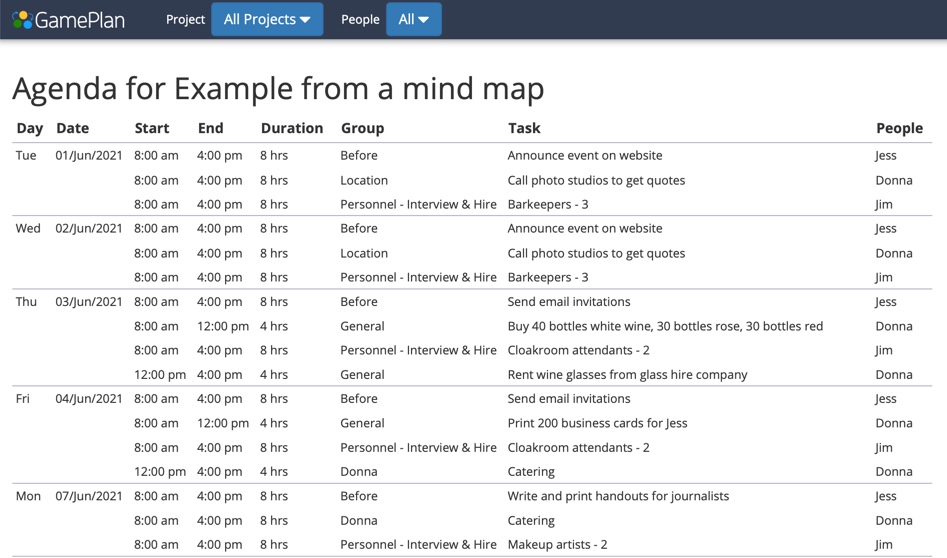 GamePlan Project All Projects People All
Agenda for Example from a mind map
Day Date Start End Duration Group Task People
Tue 01/Jun/2021 8:00 am 4:00 pm 8 hrs Before Announce event on website Jess
8:00 am 4:00 pm 8 hrs Location Call photo studios to get quotes Donna
8:00 am 4:00 pm 8 hrs Personnel - Interview & Hire Barkeepers - 3 Jim
Wed 02/Jun/2021 8:00 am 4:00 pm 8 hrs Before Announce event on website Jess
8:00 am 4:00 pm 8 hrs Location Call photo studios to get quotes Donna
8:00 am 4:00 pm 8 hrs Personnel - Interview & Hire Barkeepers - 3 Jim
Thu 03/Jun/2021 8:00 am 4:00 pm 8 hrs Before Send email invitations Jess
8:00 am 12:00 pm 4 hrs General Buy 40 bottles white wine, 30 bottles rose, 30 bottles red Donna
8:00 am 4:00 pm 8 hrs Personnel - Interview & Hire Cloakroom attendants - 2 Jim
12:00 pm 4:00 pm 4 hrs General Rent wine glasses from glass hire company Donna
Fri 04/Jun/2021 8:00 am 4:00 pm 8 hrs Before Send email invitations Jess
8:00 am 12:00 pm 4 hrs General Print 200 business cards for Jess Donna
8:00 am 4:00 pm 8 hrs Personnel - Interview & Hire Cloakroom attendants - 2 Jim
12:00 pm 4:00 pm 4 hrs Donna Catering Donna
Mon 07/Jun/2021 8:00 am 4:00 pm 8 hrs Before Write and print handouts for journalists Jess
8:00 am 4:00 pm 8 hrs Donna Catering Donna
8:00 am 4:00 pm 8 hrs Personnel - Interview & Hire Makeup artists - 2 Jim